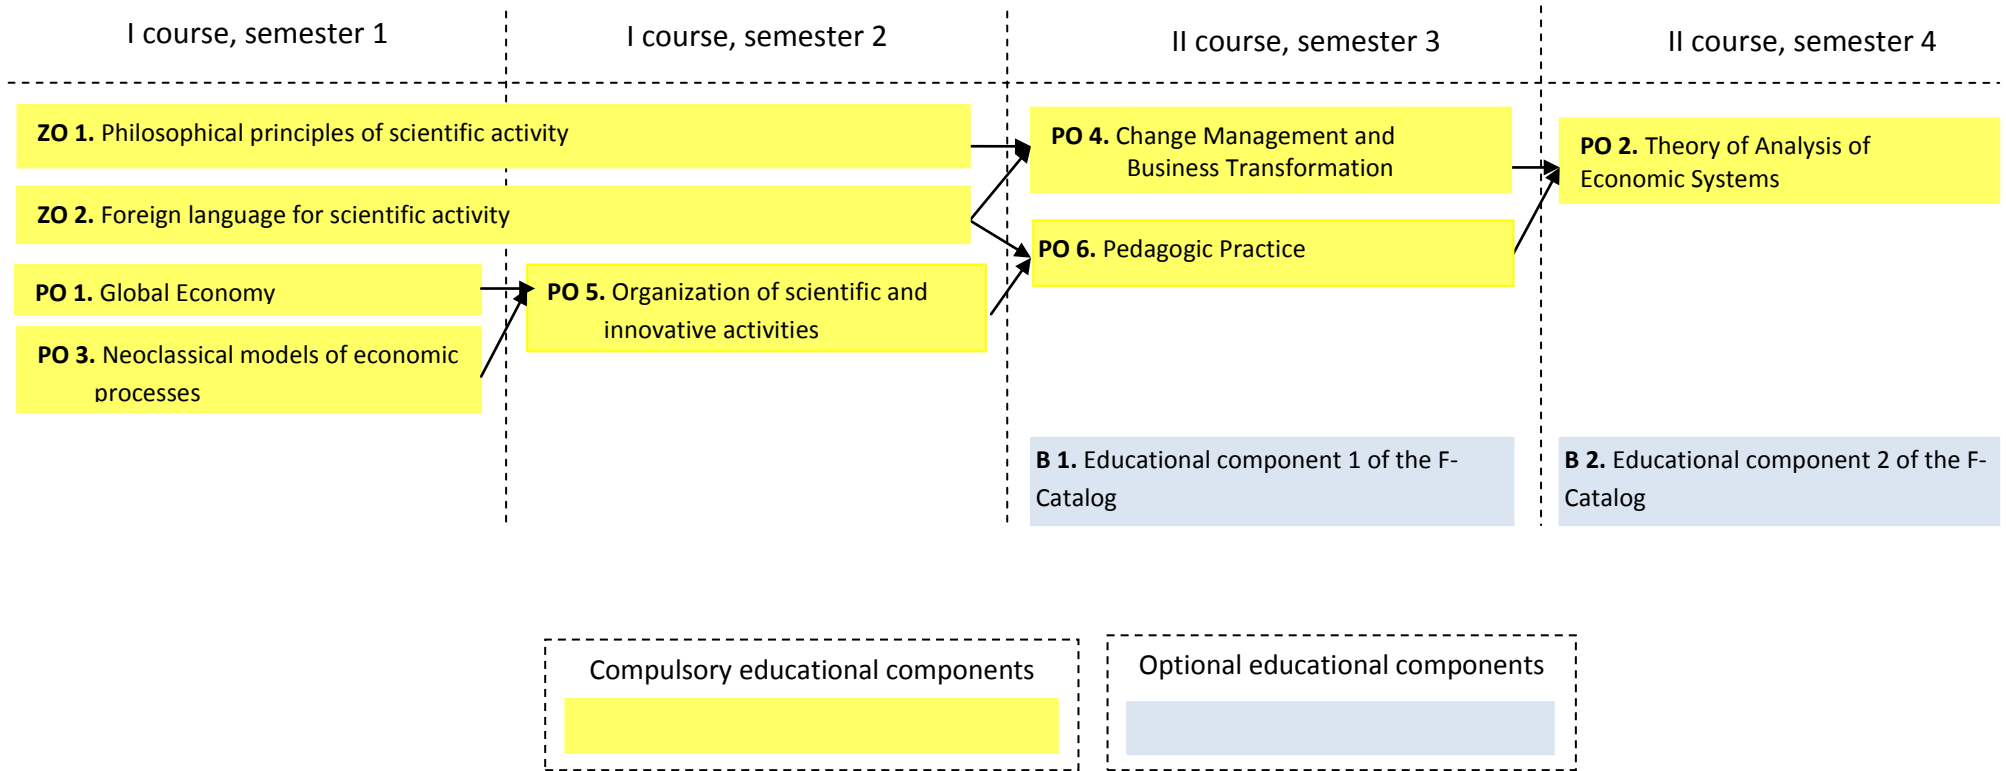 I course, semester 1
I course, semester 2
II course, semester 3
II course, semester 4
ZO 1. Philosophical principles of scientific activity
ZO 2. Foreign language for scientific activity
PO 1. Global Economy
PO 3. Neoclassical models of economic
processes
PO 5. Organization of scientific and
innovative activities
PO 4. Change Management and
Business Transformation
PO 6. Pedagogic Practice
PO 2. Theory of Analysis of
Economic Systems
B 1. Educational component 1 of the F-
Catalog
B 2. Educational component 2 of the F-
Catalog
Compulsory educational components
Optional educational components